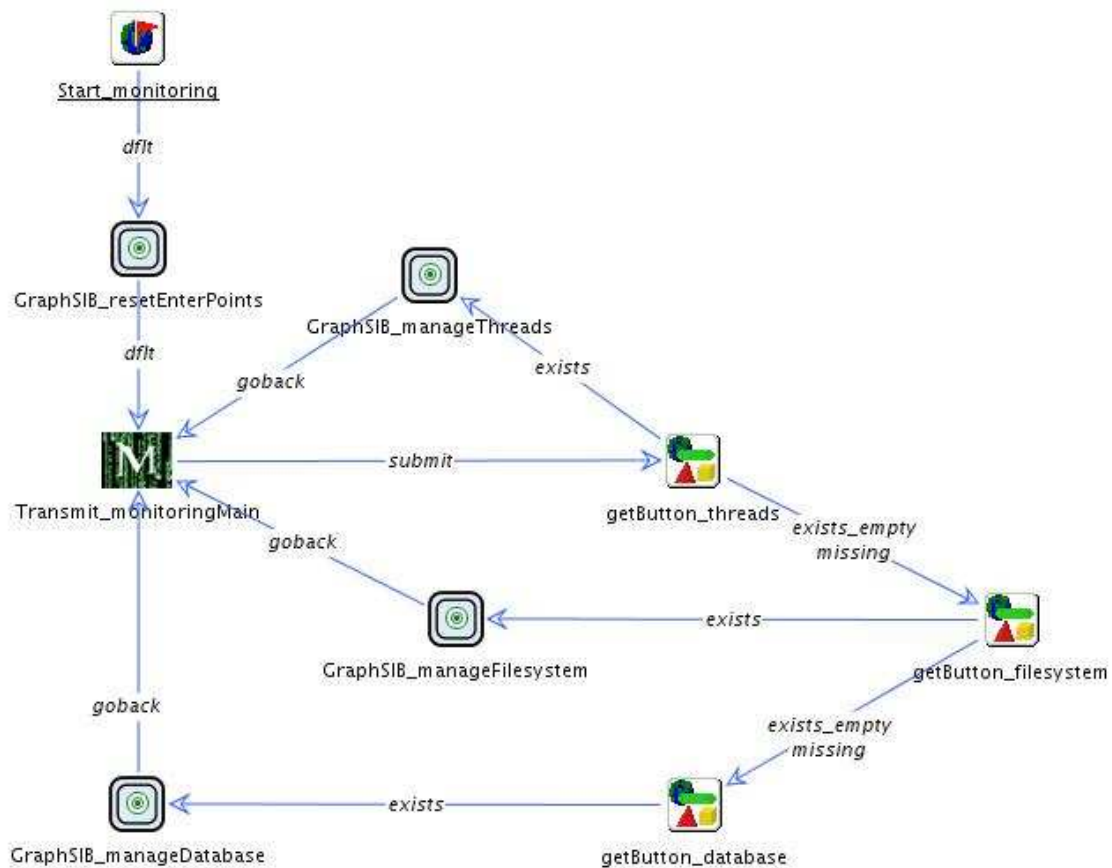 Start_monitoring
dflt
GraphSIB_resetEnterPoints
GraphSIB_manageThreads
dflt
exists
goback
M
submit
Transmit_monitoringMain
getButton_threads
exists_empty
missing
goback
exists
GraphSIB_manageFilesystem
getButton_filesystem
goback
exists_empty
missing
exists
GraphSIB_manageDatabase
getButton_database